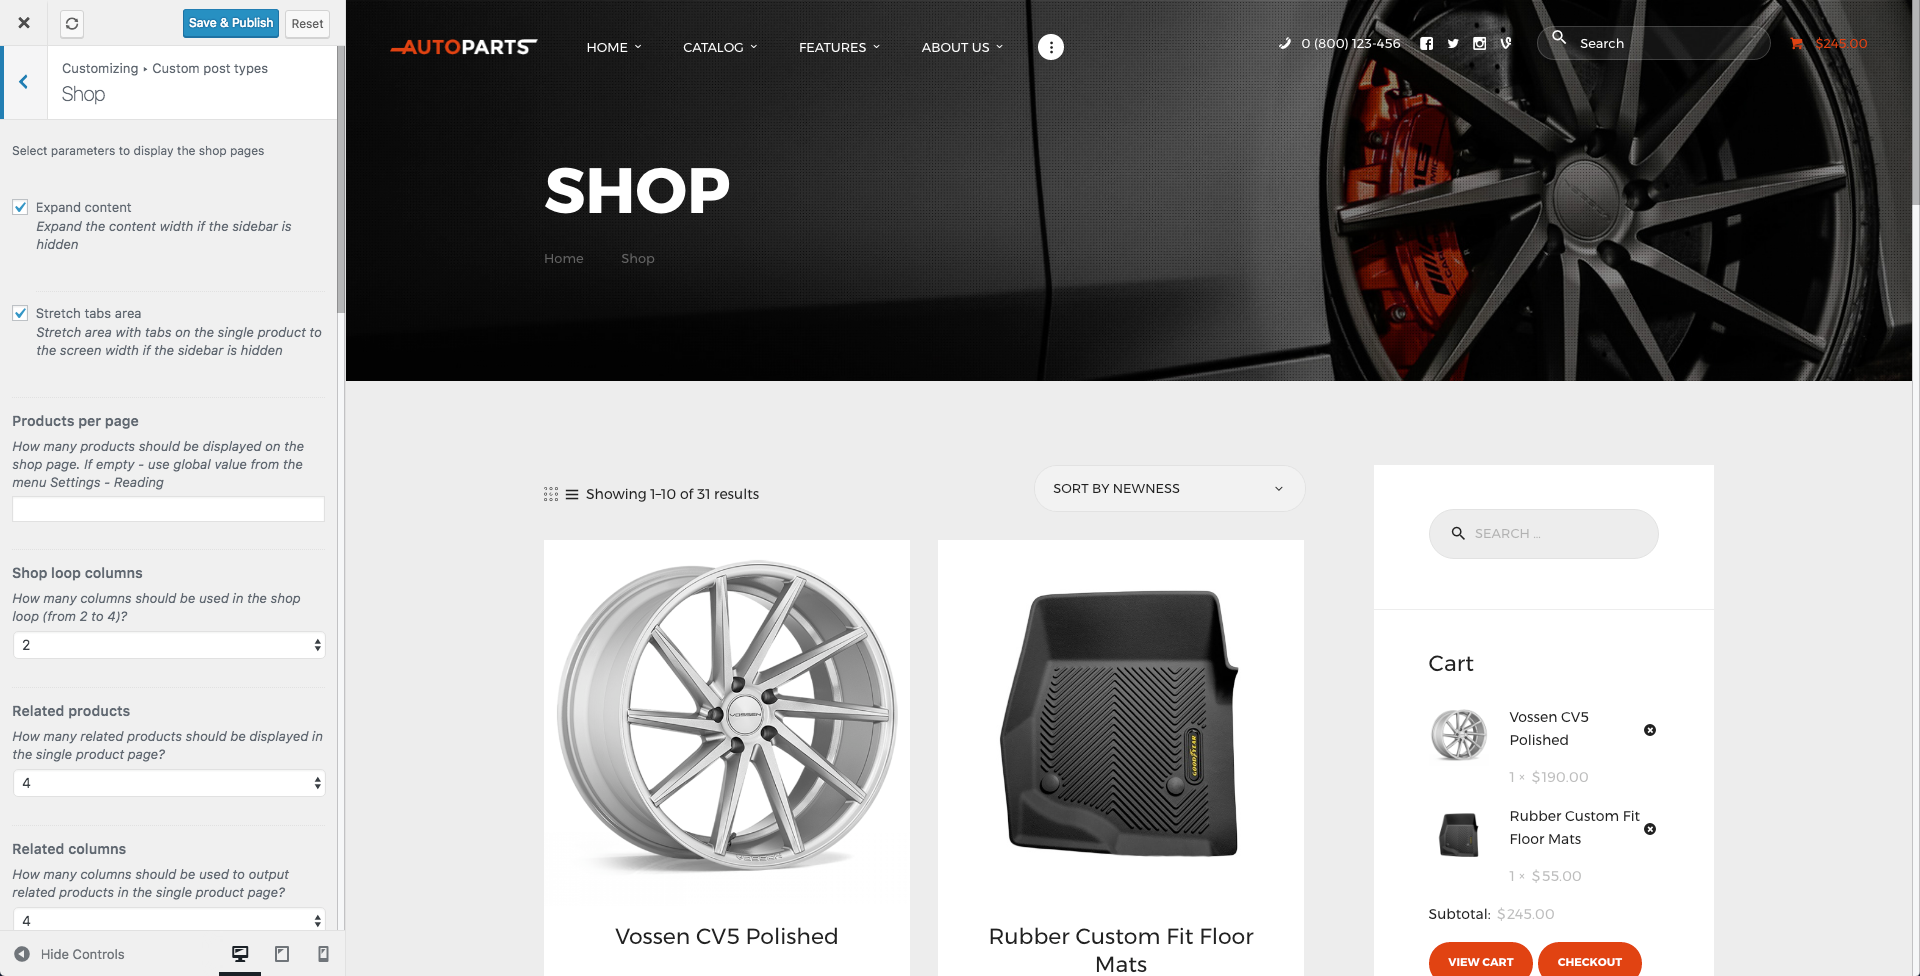 Save & Publish
Reset
Customizing ▸ Custom post types
Shop
Select parameters to display the shop pages
Expand content
Expand the content width if the sidebar is
hidden
Stretch tabs area
Stretch area with tabs on the single product to
the screen width if the sidebar is hidden
Products per page
How many products should be displayed on the
shop page. If empty - use global value from the
menu Settings - Reading
Shop loop columns
How many columns should be used in the shop
loop (from 2 to 4)?
2
Related products
How many related products should be displayed in
the single product page?
4
Related columns
How many columns should be used to output
related products in the single product page?
4
Hide Controls
AUTOPARTS
HOME
CATALOG
FEATURES
ABOUT US
0 (800) 123-456
Search
$245.00
SHOP
Home
Shop
Showing 1–10 of 31 results
SORT BY NEWNESS
VOSSEN
GOODYEAR
Vossen CV5 Polished
Rubber Custom Fit Floor
Mats
SEARCH ...
Cart
Vossen CV5
Polished
1 × $190.00
Rubber Custom Fit
Floor Mats
1 × $55.00
Subtotal: $245.00
VIEW CART
CHECKOUT